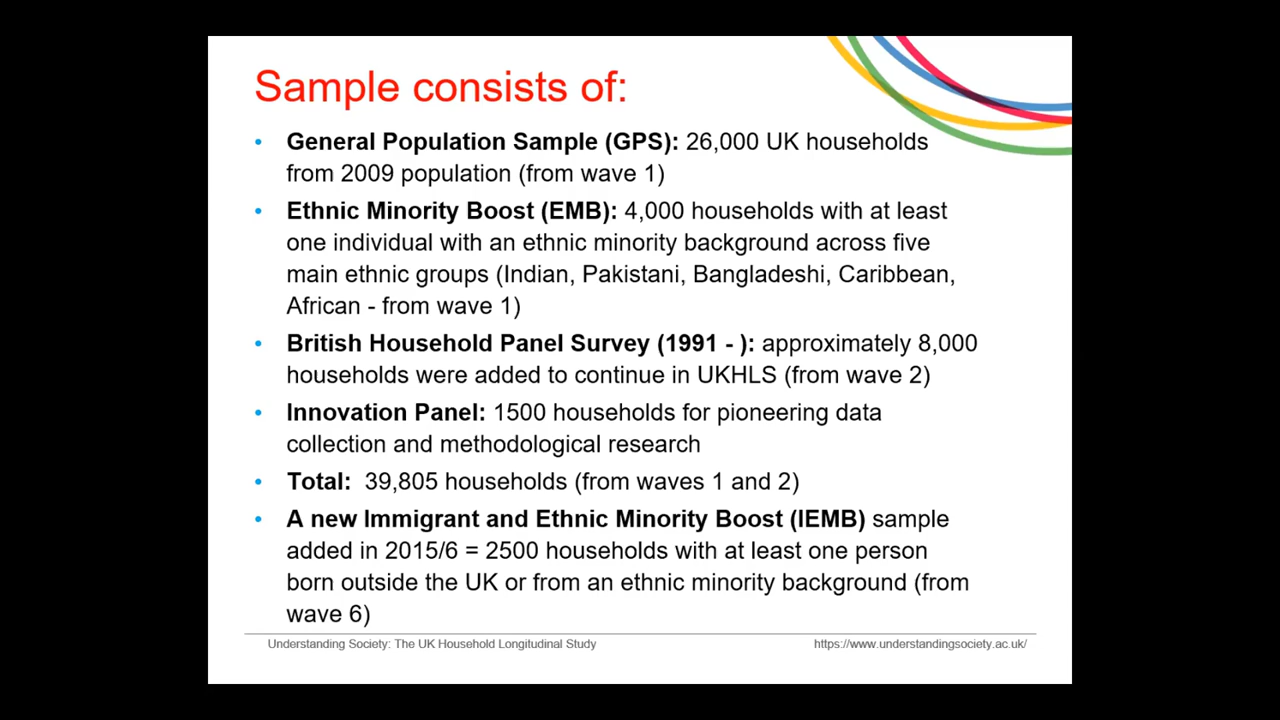 Sample consists of:
• General Population Sample (GPS): 26,000 UK households
from 2009 population (from wave 1)
• Ethnic Minority Boost (EMB): 4,000 households with at least
one individual with an ethnic minority background across five
main ethnic groups (Indian, Pakistani, Bangladeshi, Caribbean,
African - from wave 1)
• British Household Panel Survey (1991 - ): approximately 8,000
households were added to continue in UKHLS (from wave 2)
• Innovation Panel: 1500 households for pioneering data
collection and methodological research
• Total:  39,805 households (from waves 1 and 2)
• A new Immigrant and Ethnic Minority Boost (IEMB) sample
added in 2015/6 = 2500 households with at least one person
born outside the UK or from an ethnic minority background (from
wave 6)
Understanding Society: The UK Household Longitudinal Study
https://www.understandingsociety.ac.uk/